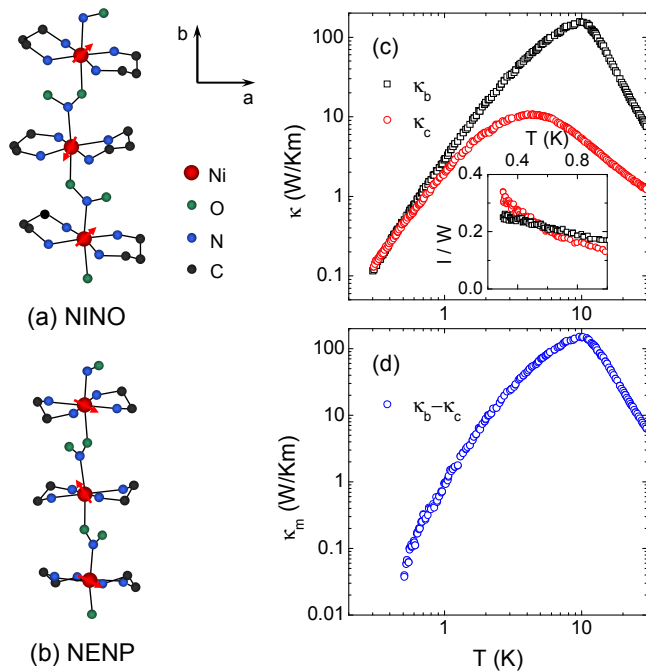 b
a
Ni
O
N
C
(a) NINO
(b) NENP
(c)
κb
κc
κ (W/Km)
100
10
1
0.1
T (K)
0.4
0.8
0.4
0.2
0.0
l / W
1
10
(d)
κb−κc
κm (W/Km)
100
10
1
0.1
0.01
1
10
T (K)